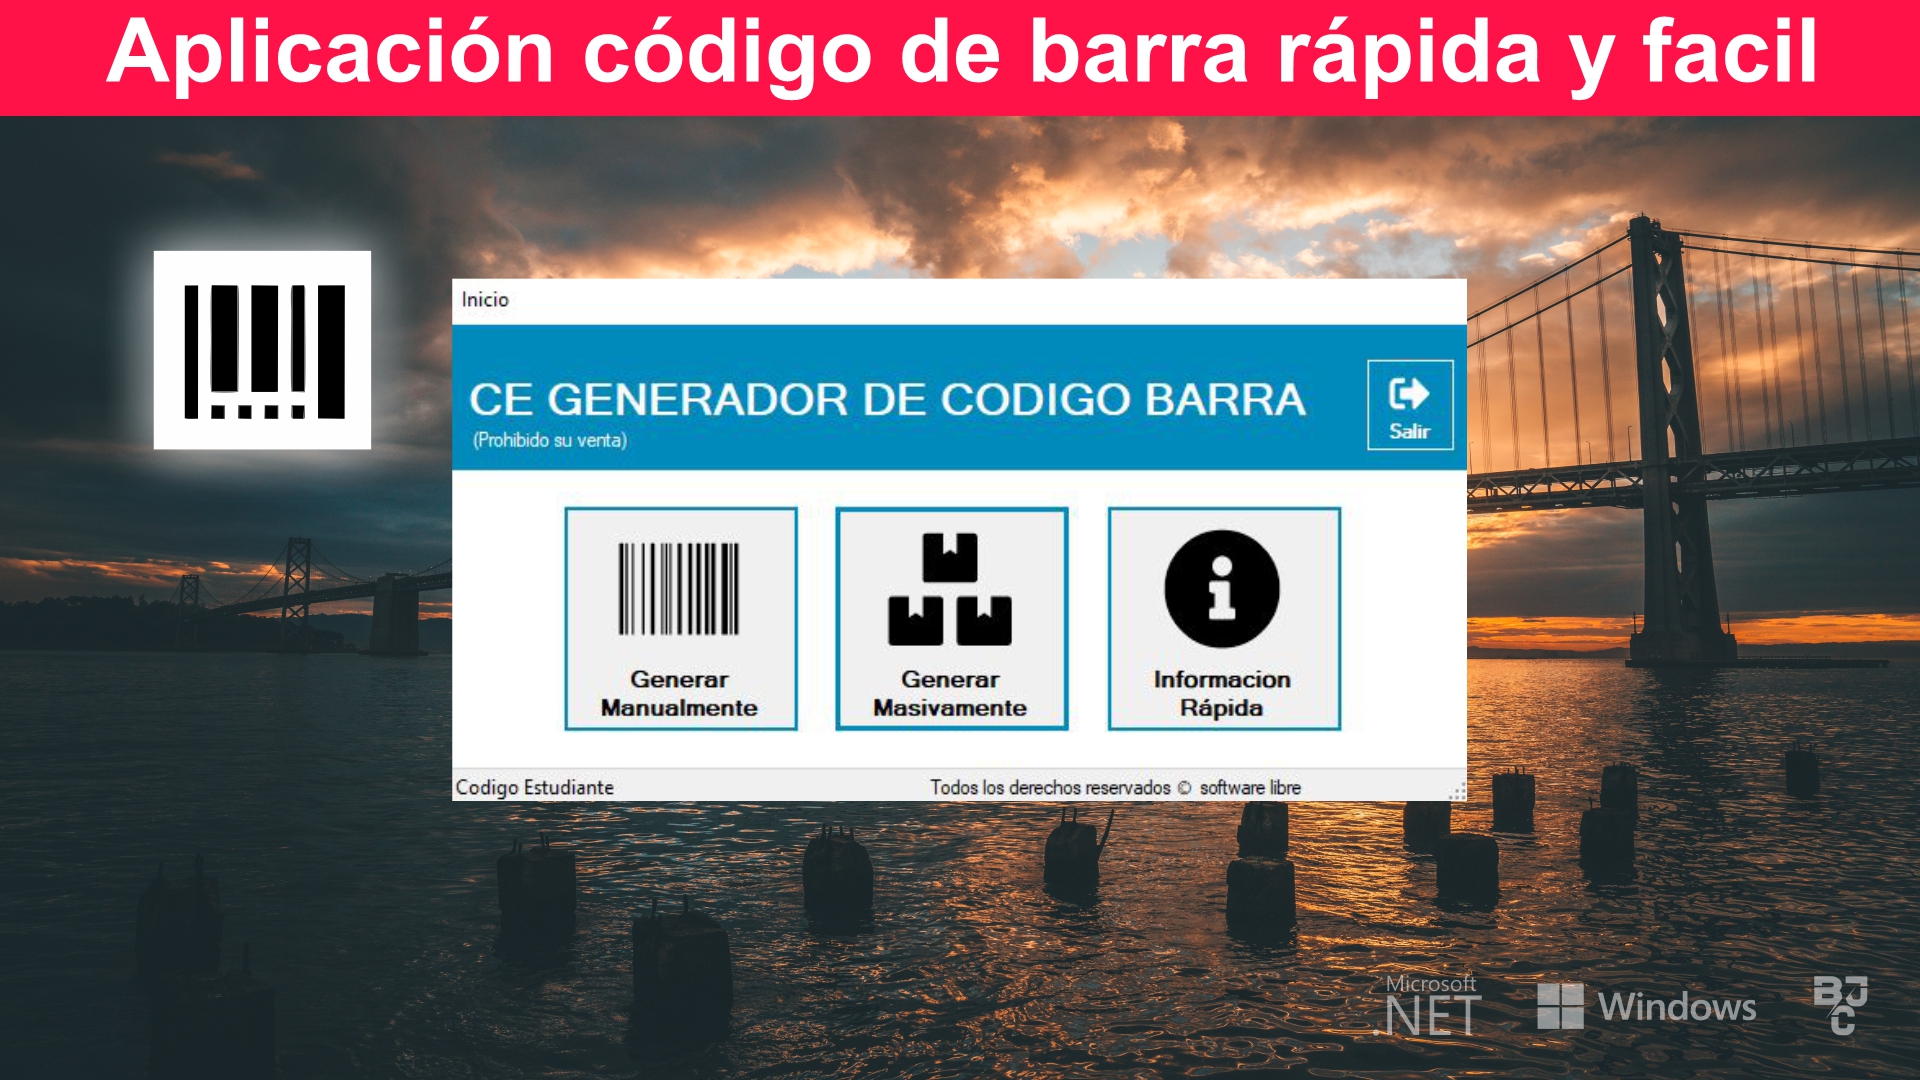 Aplicación código de barra rápida y facil
Inicio
CE GENERADOR DE CODIGO BARRA
(Prohibido su venta)
Salir
Generar
Manualmente
Generar
Masivamente
Informacion
Rápida
Codigo Estudiante
Todos los derechos reservados © software libre
Microsoft
.NET
Windows
BJC